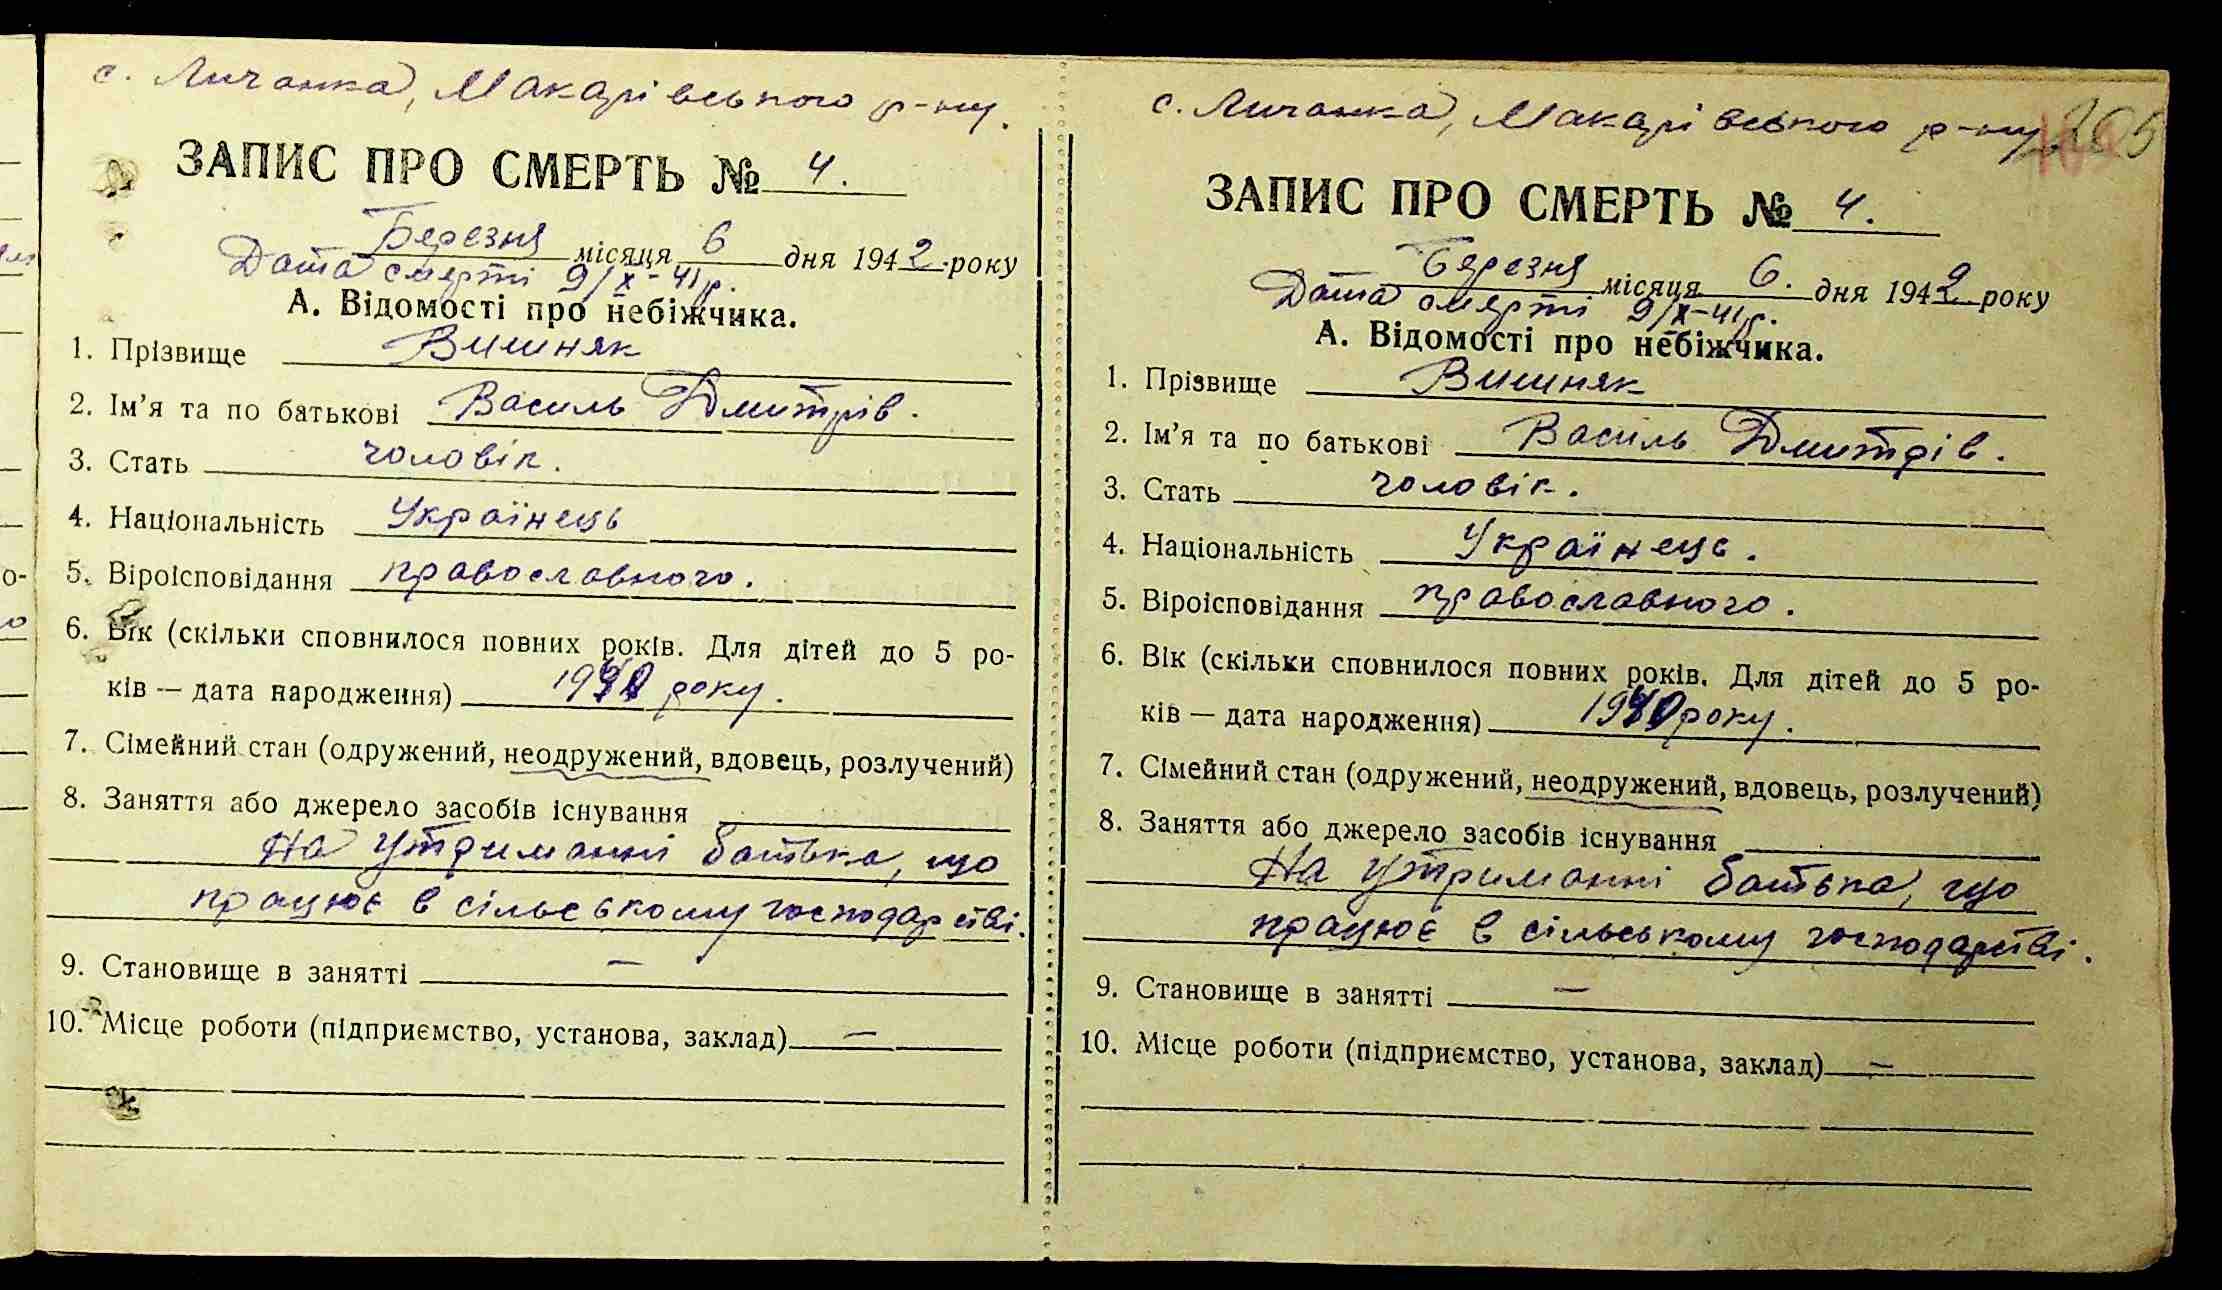 с. Личанка, Макарівського р-ну.
ЗАПИС ПРО СМЕРТЬ № 4.
Березня місяця 6 дня 1942 року
Дата смерті 9/X-41р.
А. Відомості про небіжчика.
1. Прізвище Вишняк
2. Ім'я та по батькові Василь Дмитрів.
3. Стать чоловік.
4. Національність Українець
5. Віроісповідання православного.
6. Вік (скільки сповнилося повних років. Для дітей до 5 ро-
ків — дата народження) 1940 року.
7. Сімейний стан (одружений, неодружений, вдовець, розлучений)
8. Заняття або джерело засобів існування
На утриманні батька, що
працює в сільському господарстві.
9. Становище в занятті —
10. Місце роботи (підприємство, установа, заклад) —
с. Личанка, Макарівського р-ну
205
ЗАПИС ПРО СМЕРТЬ № 4.
Березня місяця 6. дня 1942 року
Дата смерті 9/X-41р.
А. Відомості про небіжчика.
1. Прізвище Вишняк
2. Ім'я та по батькові Василь Дмитрів.
3. Стать чоловік.
4. Національність Українець.
5. Віроісповідання православного.
6. Вік (скільки сповнилося повних років. Для дітей до 5 ро-
ків — дата народження) 1940 року.
7. Сімейний стан (одружений, неодружений, вдовець, розлучений)
8. Заняття або джерело засобів існування
На утриманні батька, що
працює в сільському господарстві.
9. Становище в занятті —
10. Місце роботи (підприємство, установа, заклад) —